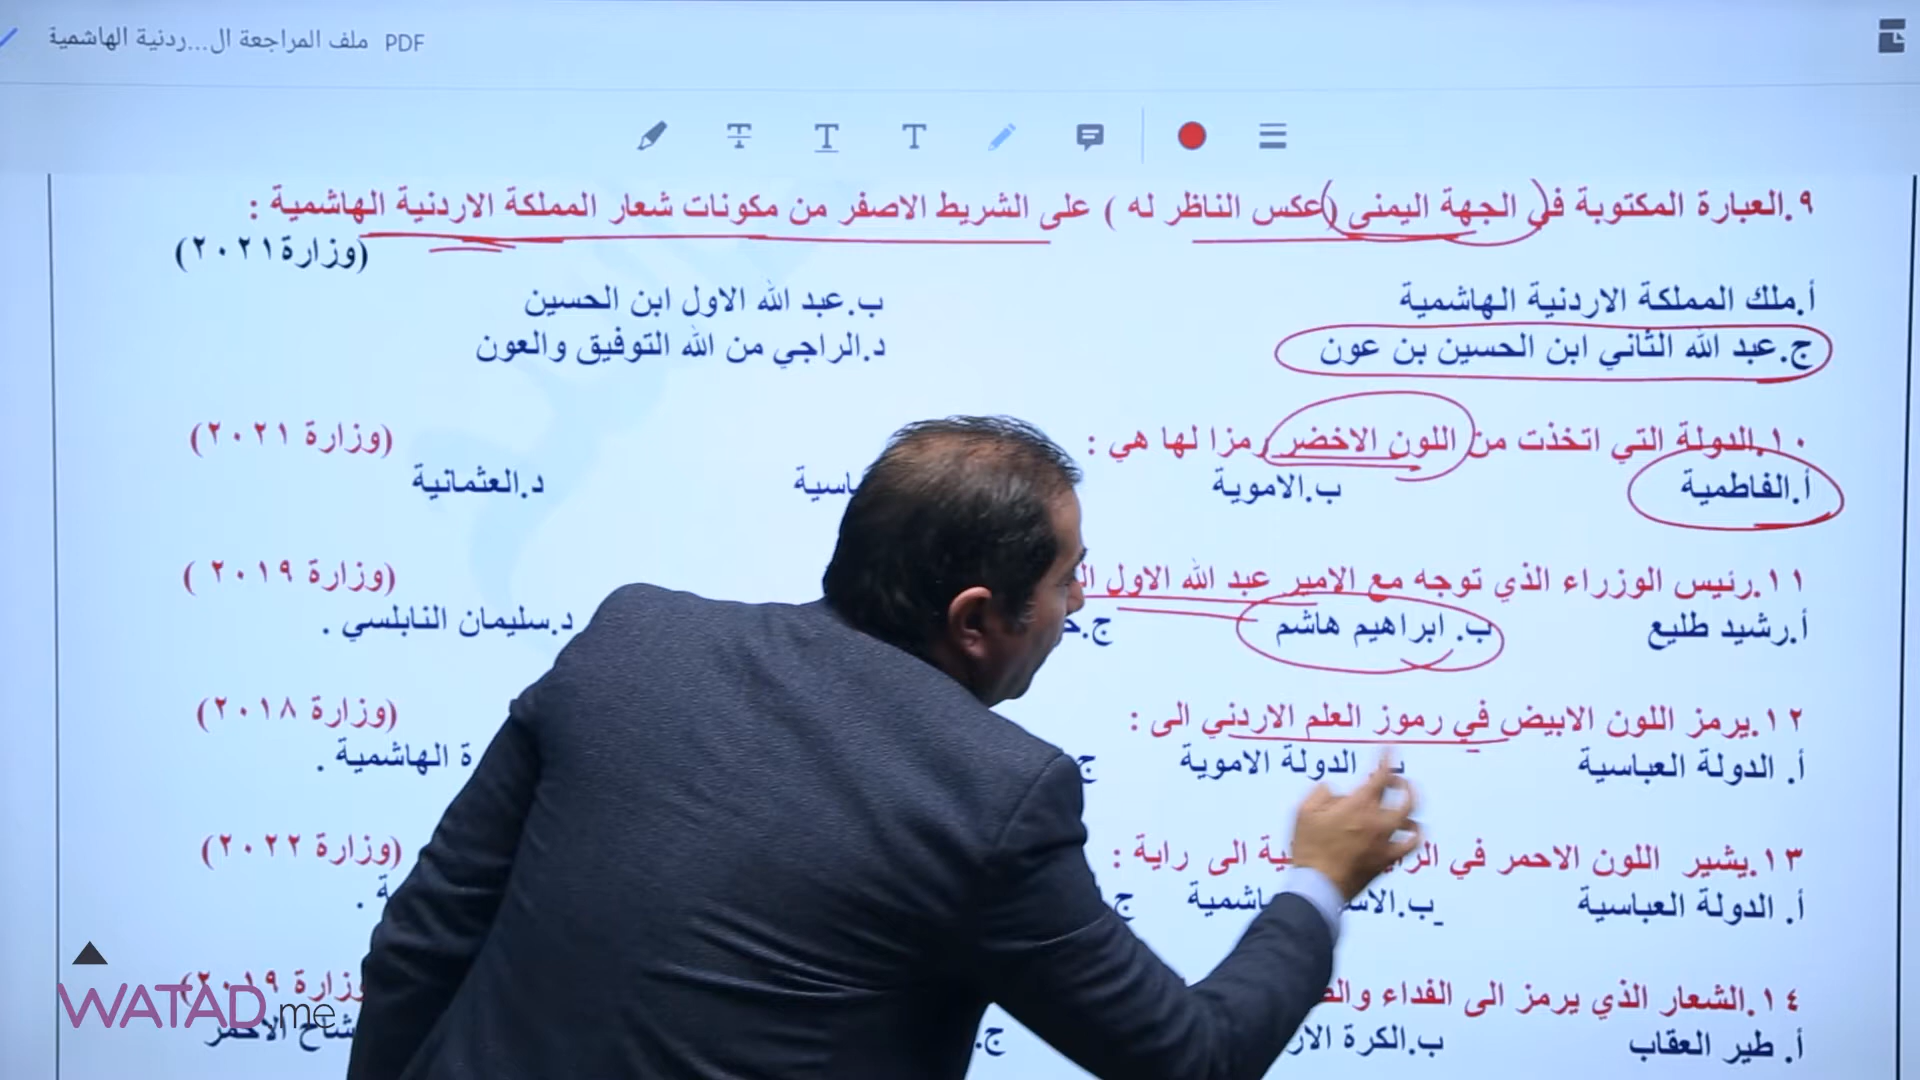 ملف المراجعة ال...ردنية الهاشمية PDF
٩.العبارة المكتوبة في الجهة اليمنى (عكس الناظر له ) على الشريط الاصفر من مكونات شعار المملكة الاردنية الهاشمية :
(وزارة٢٠٢١)
أ.ملك المملكة الاردنية الهاشمية ب.عبد الله الاول ابن الحسين
ج.عبد الله الثاني ابن الحسين بن عون د.الراجي من الله التوفيق والعون
١٠.الدولة التي اتخذت من اللون الاخضر رمزا لها هي : (وزارة ٢٠٢١)
أ.الفاطمية ب.الاموية د.العثمانية
١١.رئيس الوزراء الذي توجه مع الامير عبد الله الاول (وزارة ٢٠١٩ )
أ.رشيد طليع ب. ابراهيم هاشم ج. د.سليمان النابلسي .
١٢.يرمز اللون الابيض في رموز العلم الاردني الى : (وزارة ٢٠١٨)
أ. الدولة العباسية ب. الدولة الاموية ج الهاشمية .
١٣.يشير اللون الاحمر في الى راية : (وزارة ٢٠٢٢)
أ. الدولة العباسية ب. ج
١٤.الشعار الذي يرمز الى الفداء (وزارة ٢٠١٩)
أ. طير العقاب ب.الكرة ج. الاحمر
WATAD.me